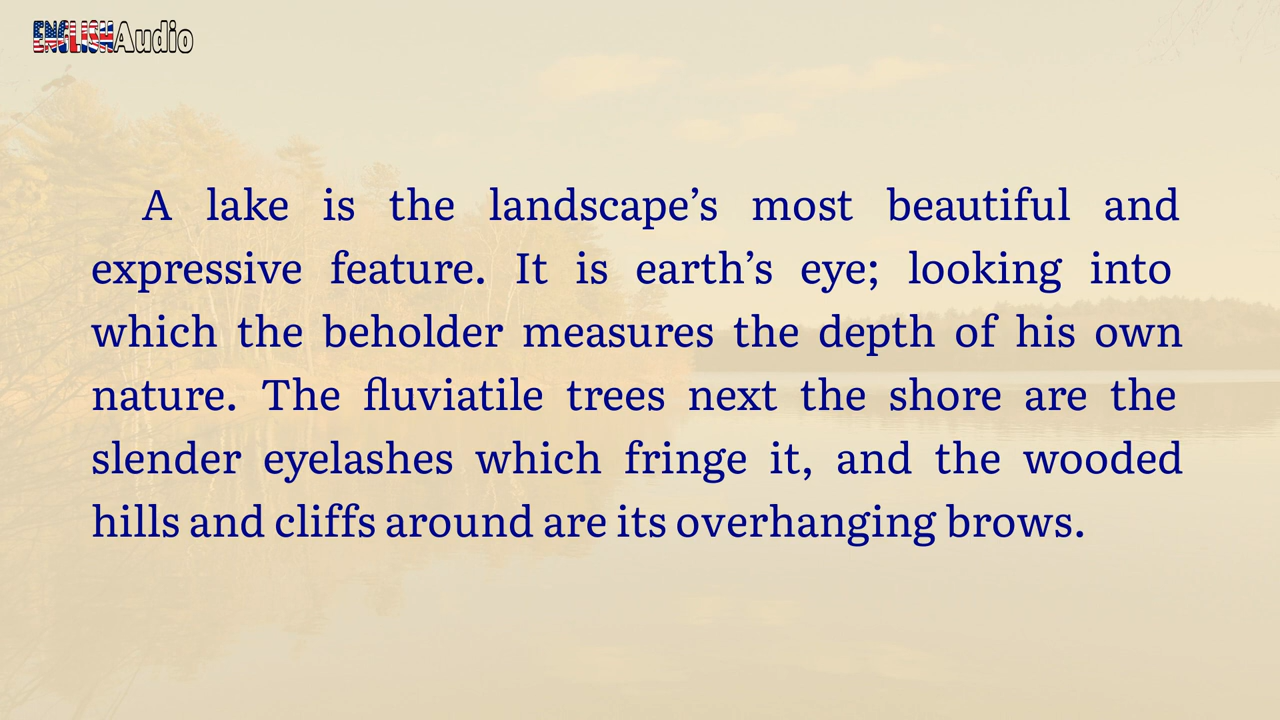 ENGLISHAudio
A lake is the landscape’s most beautiful and
expressive feature. It is earth’s eye; looking into
which the beholder measures the depth of his own
nature. The fluviatile trees next the shore are the
slender eyelashes which fringe it, and the wooded
hills and cliffs around are its overhanging brows.